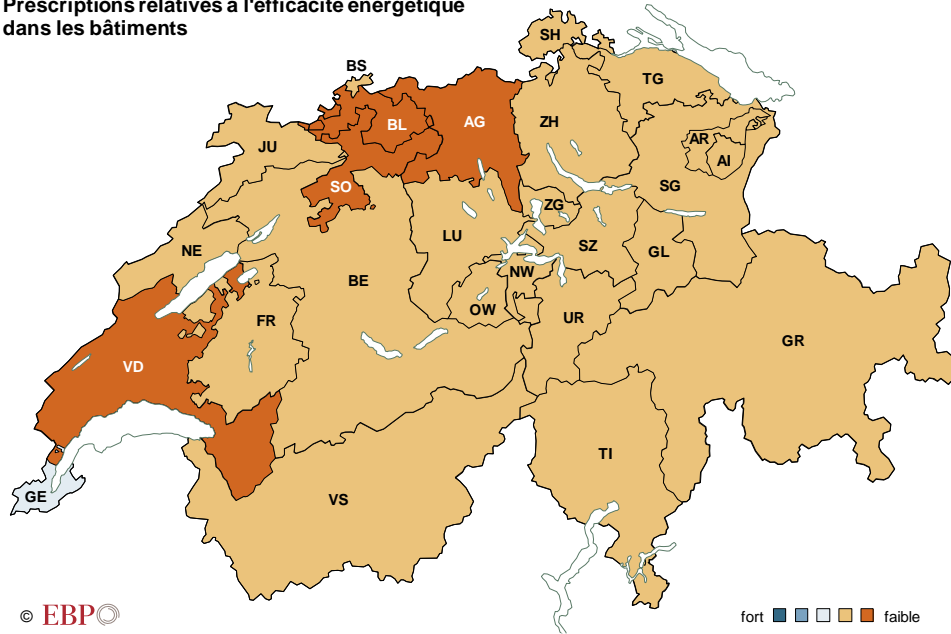 Prescriptions relatives à l'efficacité énergétique
dans les bâtiments
SH
BS
TG
BL
AG
ZH
AR
JU
AI
SO
SG
ZG
LU
SZ
NE
GL
NW
BE
OW
FR
UR
GR
VD
TI
GE
VS
© EBP
fort faible